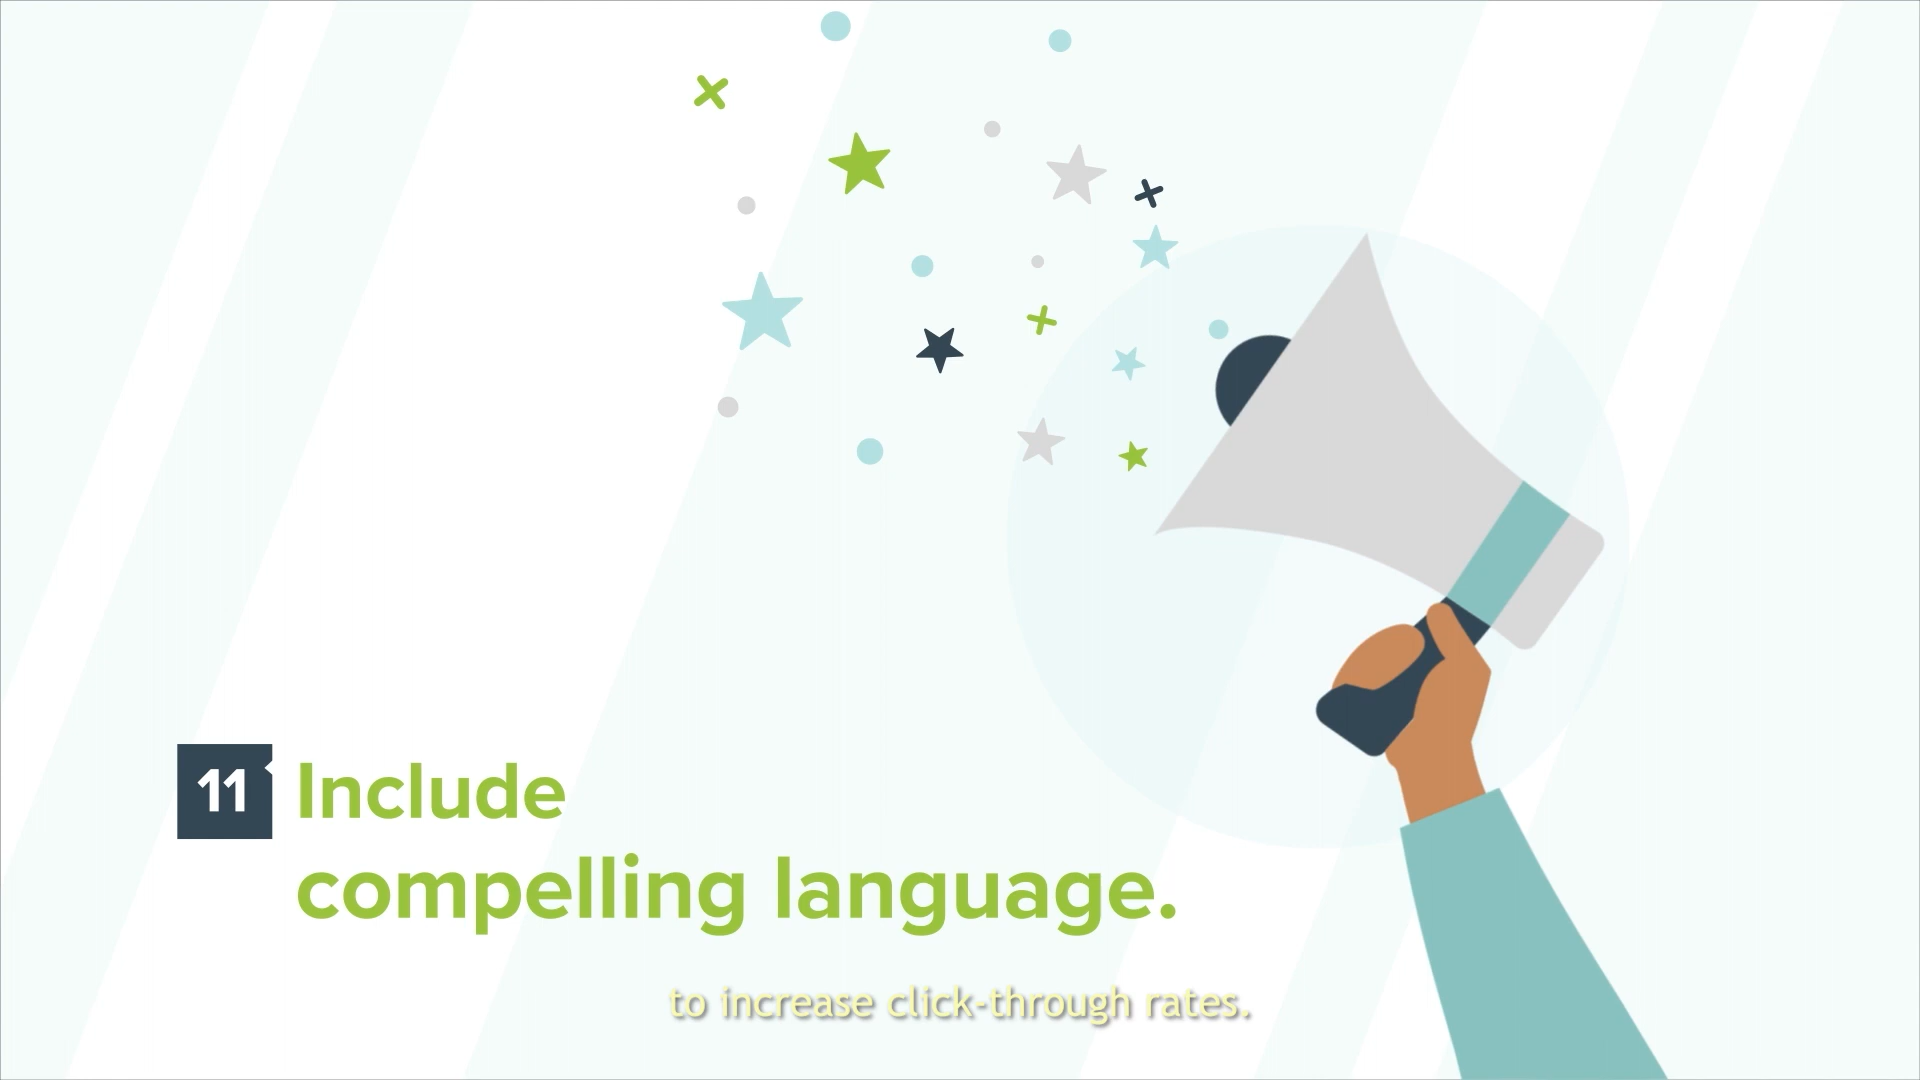 11 Include
compelling language.
to increase click-through rates.